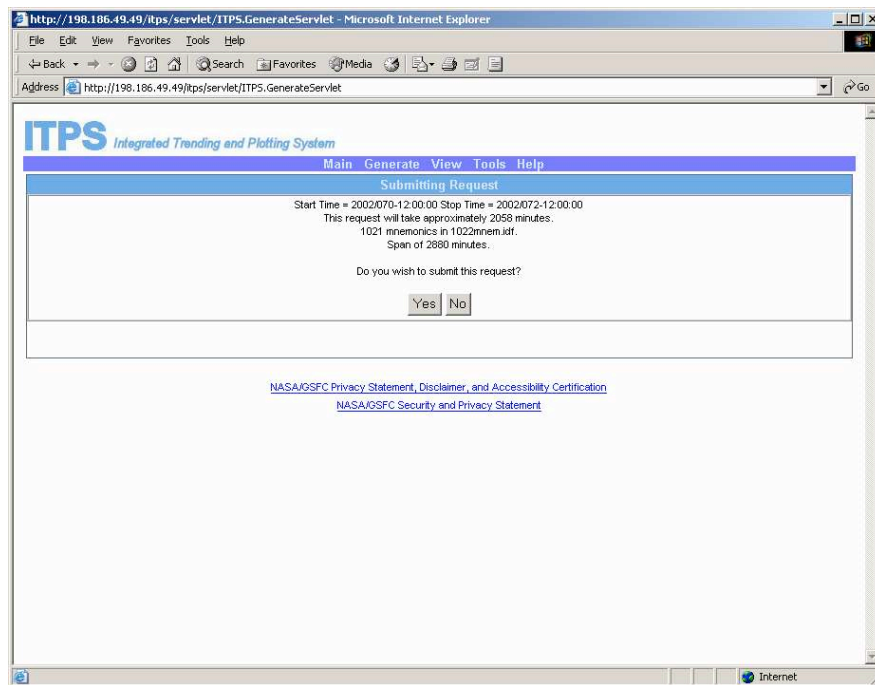 http://198.186.49.49/itps/servlet/ITPS.GenerateServlet - Microsoft Internet Explorer
File Edit View Favorites Tools Help
Back Search Favorites Media
Address http://198.186.49.49/itps/servlet/ITPS.GenerateServlet Go
ITPS Integrated Trending and Plotting System
Main Generate View Tools Help
Submitting Request
Start Time = 2002/070-12:00:00 Stop Time = 2002/072-12:00:00
This request will take approximately 2058 minutes.
1021 mnemonics in 1022mnem.idf.
Span of 2880 minutes.
Do you wish to submit this request?
Yes No
NASA/GSFC Privacy Statement, Disclaimer, and Accessibility Certification
NASA/GSFC Security and Privacy Statement
Internet